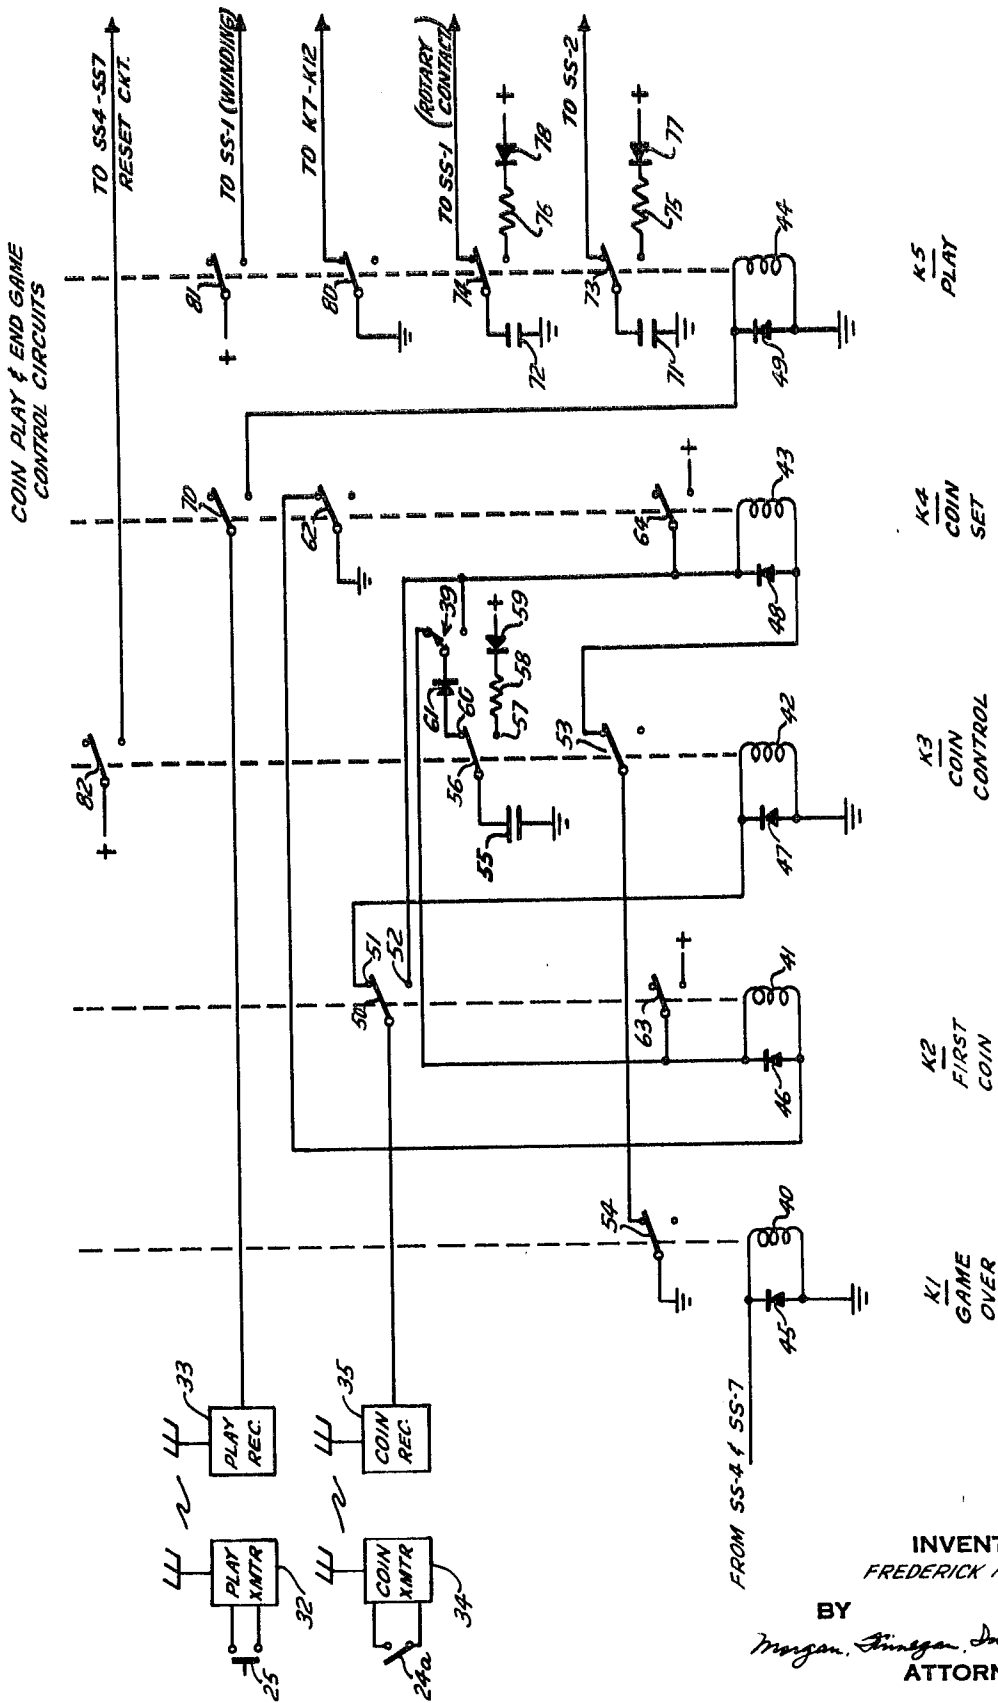 COIN PLAY & END GAME
CONTROL CIRCUITS
TO SS4-SS7
RESET CKT.
TO SS-1 (WINDING)
TO K7-K12
TO SS-1 (ROTARY
CONTACT)
TO SS-2
82
81
80
74
73
78
76
77
75
72
71
44
49
70
62
64
43
48
39
61
60
59
58
57
56
55
53
42
47
50
51
52
63
41
46
54
40
45
33
PLAY
REC.
35
COIN
REC.
PLAY
XMTR
32
25
COIN
XMTR
34
24a
FROM SS-4 & SS-7
K1
GAME
OVER
K2
FIRST
COIN
K3
COIN
CONTROL
K4
COIN
SET
K5
PLAY
INVENT
FREDERICK
BY
Morgan, Finnegan,
ATTORN